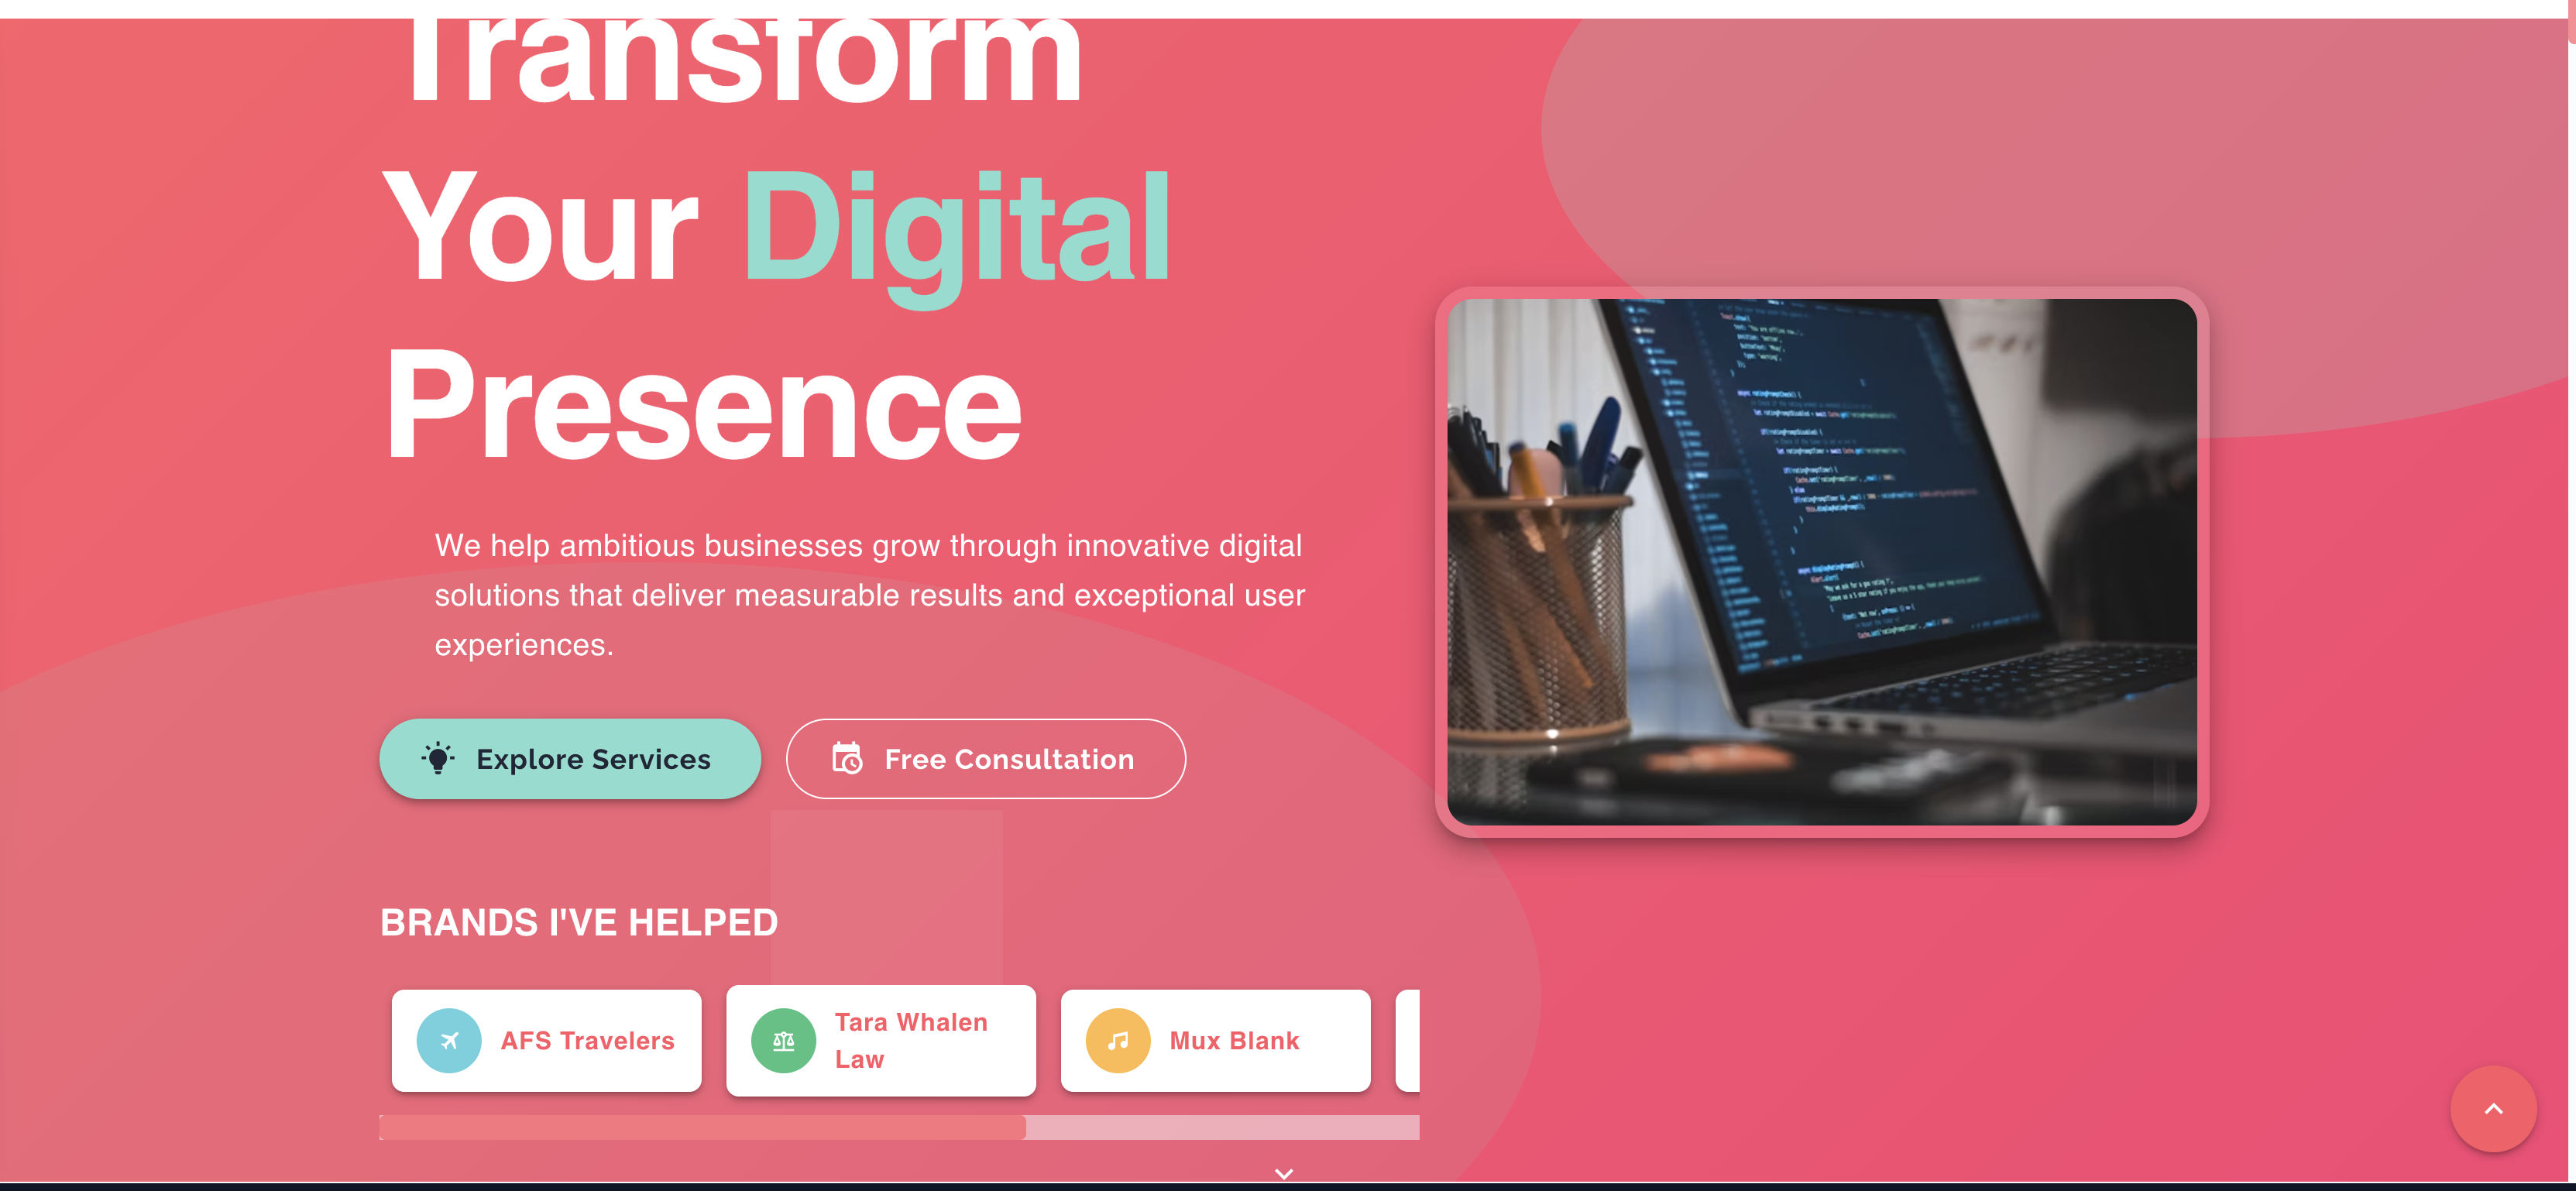 Transform
Your Digital
Presence
We help ambitious businesses grow through innovative digital
solutions that deliver measurable results and exceptional user
experiences.
Explore Services
Free Consultation
BRANDS I'VE HELPED
AFS Travelers
Tara Whalen
Law
Mux Blank